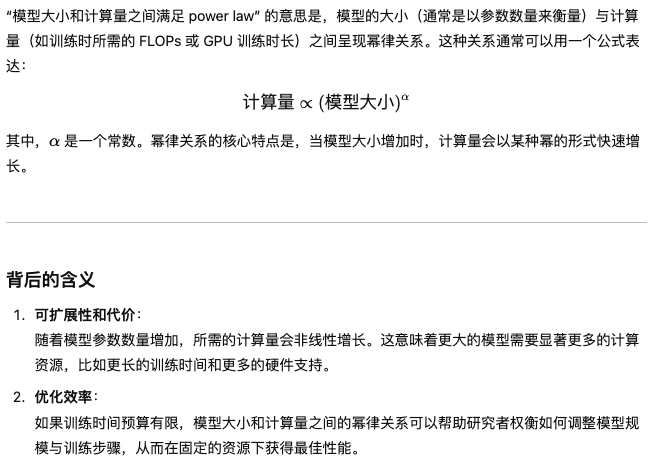 “模型大小和计算量之间满足 power law” 的意思是，模型的大小（通常是以参数数量来衡量）与计算
量（如训练时所需的 FLOPs 或 GPU 训练时长）之间呈现幂律关系。这种关系通常可以用一个公式表
达：
计算量 ∝ (模型大小)^α
其中，α 是一个常数。幂律关系的核心特点是，当模型大小增加时，计算量会以某种幂的形式快速增
长。
背后的含义
1. 可扩展性和代价：
随着模型参数数量增加，所需的计算量会非线性增长。这意味着更大的模型需要显著更多的计算
资源，比如更长的训练时间和更多的硬件支持。
2. 优化效率：
如果训练时间预算有限，模型大小和计算量之间的幂律关系可以帮助研究者权衡如何调整模型规
模与训练步骤，从而在固定的资源下获得最佳性能。